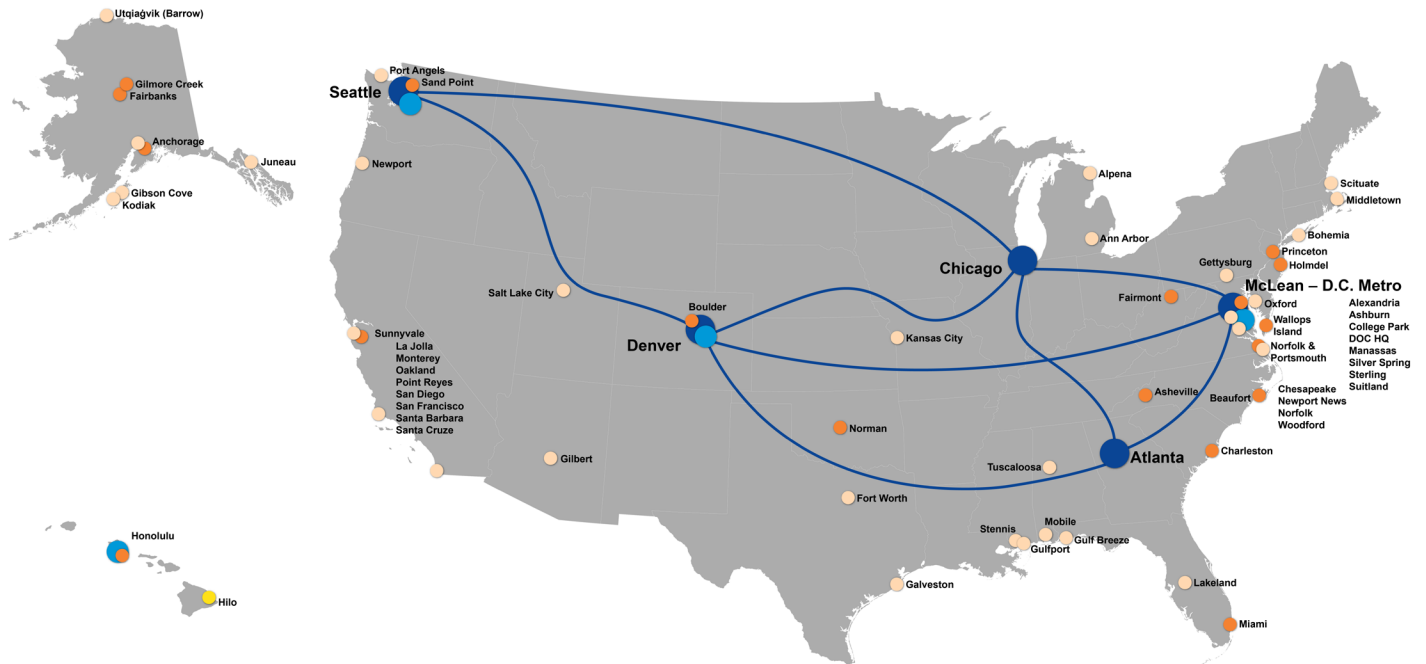 Utqiaġvik (Barrow)
Gilmore Creek
Fairbanks
Anchorage
Juneau
Gibson Cove
Kodiak
Honolulu
Hilo
Port Angels
Sand Point
Seattle
Newport
Salt Lake City
Boulder
Denver
Sunnyvale
La Jolla
Monterey
Oakland
Point Reyes
San Diego
San Francisco
Santa Barbara
Santa Cruze
Gilbert
Kansas City
Norman
Fort Worth
Galveston
Alpena
Ann Arbor
Chicago
Scituate
Middletown
Bohemia
Princeton
Holmdel
Gettysburg
McLean – D.C. Metro
Fairmont
Oxford
Wallops
Island
Norfolk &
Portsmouth
Alexandria
Ashburn
College Park
DOC HQ
Manassas
Silver Spring
Sterling
Suitland
Asheville
Beaufort
Chesapeake
Newport News
Norfolk
Woodford
Charleston
Atlanta
Tuscaloosa
Stennis
Mobile
Gulfport
Gulf Breeze
Lakeland
Miami